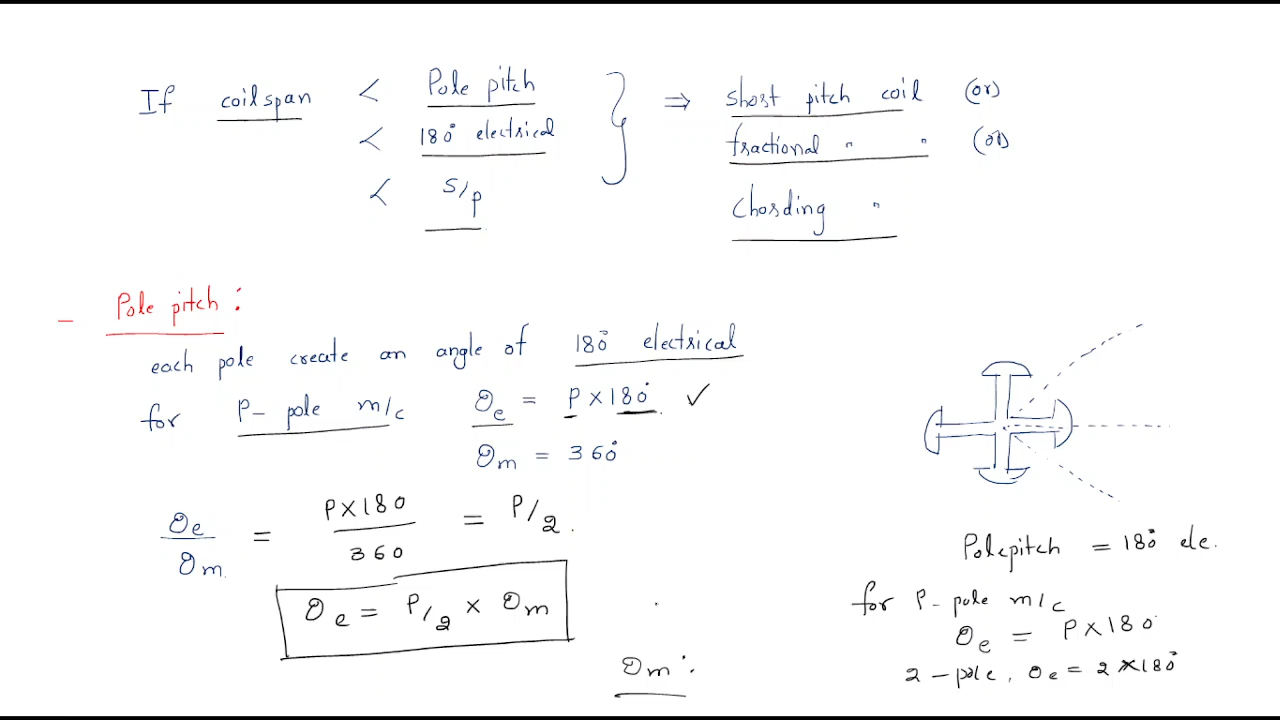 If coilspan < Pole pitch } ⇒ short pitch coil (or)
< 180° electrical fractional " " (or)
< S/p Chording "
- Pole pitch :
each pole create an angle of 180° electrical
for P- pole m/c θe = P × 180° ✓
θm = 360°
θe/θm = P×180/360 = P/2 .
θe = P/2 × θm
θm :
Polepitch = 180° ele.
for P- pole m/c
θe = P×180°
2 - pole, θe = 2×180°